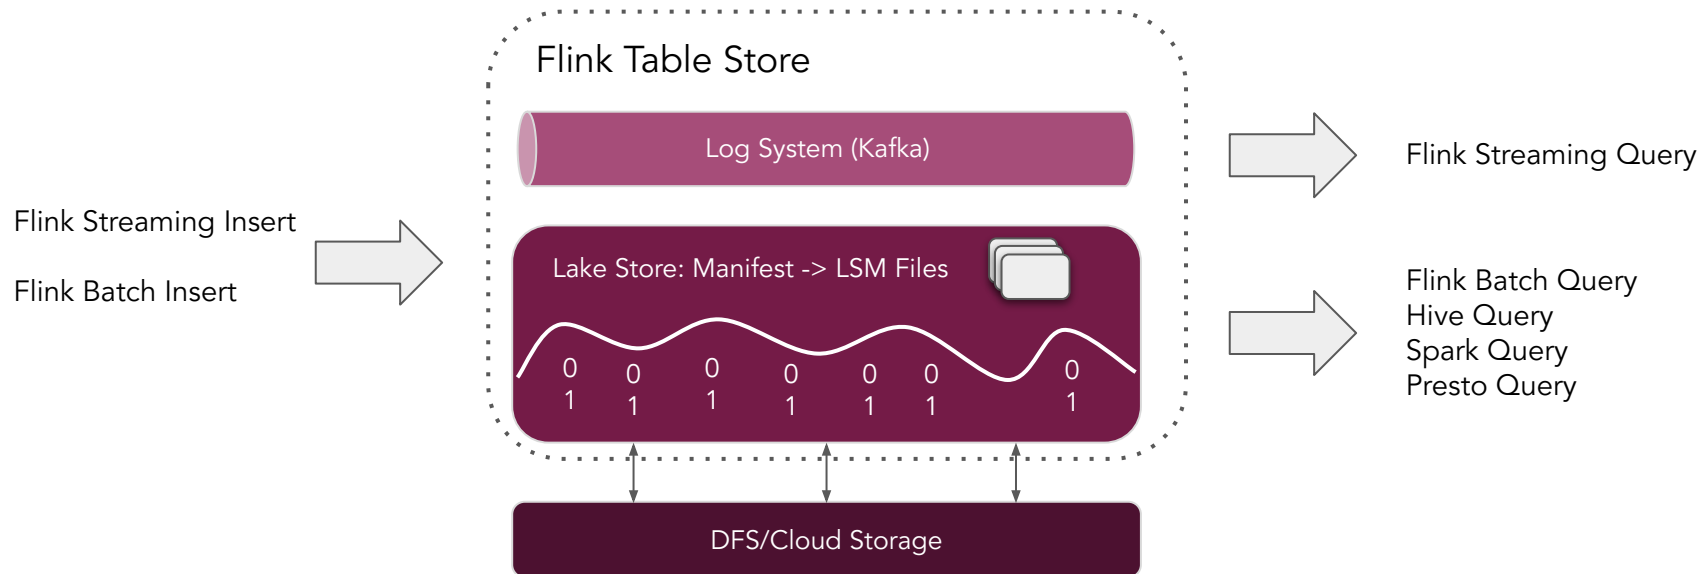 Flink Table Store
Log System (Kafka)
Flink Streaming Query
Flink Streaming Insert
Flink Batch Insert
Lake Store: Manifest -> LSM Files
0 0 0 0 0 0 0
1 1 1 1 1 1 1
Flink Batch Query
Hive Query
Spark Query
Presto Query
DFS/Cloud Storage